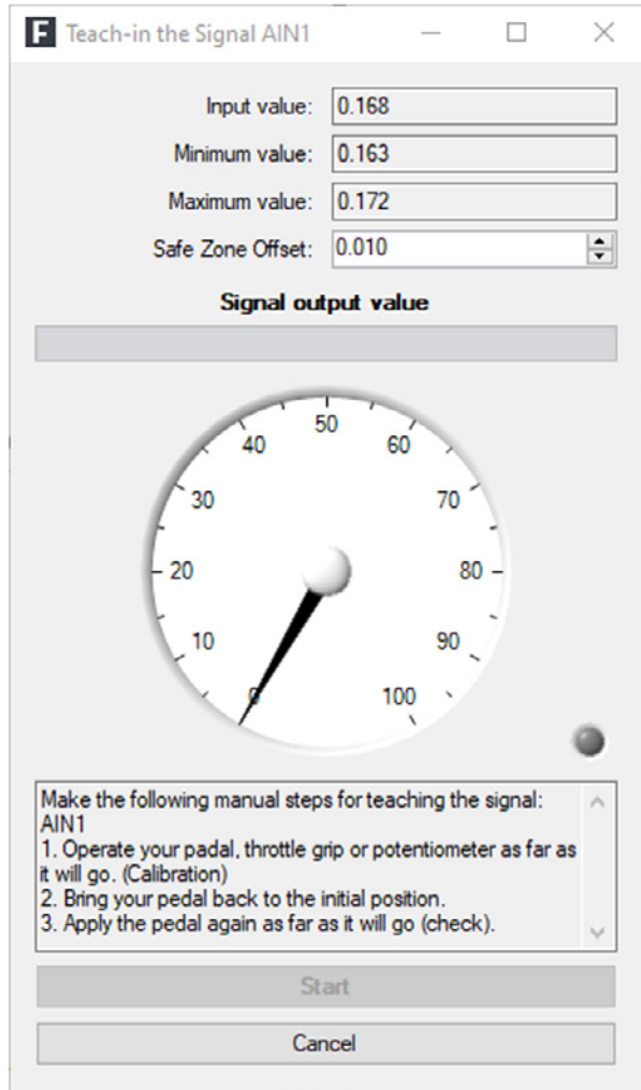 F Teach-in the Signal AIN1
Input value: 0.168
Minimum value: 0.163
Maximum value: 0.172
Safe Zone Offset: 0.010
Signal output value
50
40 60
30 70
20 80
10 90
0 100
Make the following manual steps for teaching the signal:
AIN1
1. Operate your padal, throttle grip or potentiometer as far as
it will go. (Calibration)
2. Bring your pedal back to the initial position.
3. Apply the pedal again as far as it will go (check).
Start
Cancel